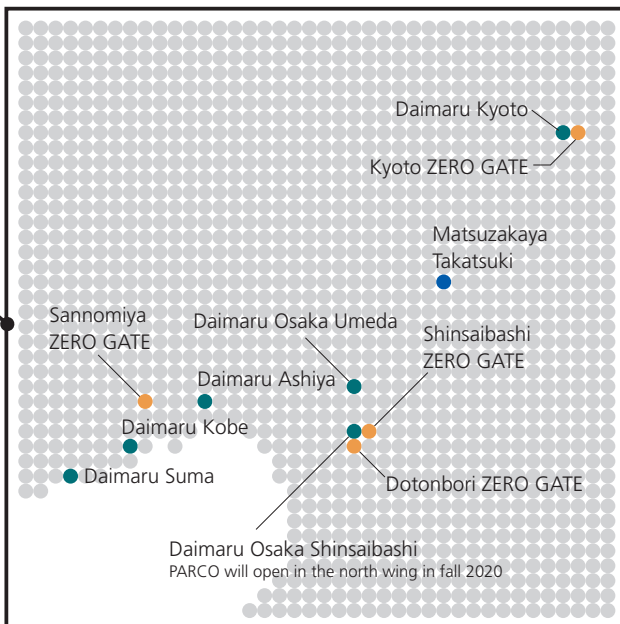 Daimaru Kyoto
Kyoto ZERO GATE
Matsuzakaya
Takatsuki
Sannomiya
ZERO GATE
Daimaru Osaka Umeda
Shinsaibashi
ZERO GATE
Daimaru Ashiya
Daimaru Kobe
Daimaru Suma
Dotonbori ZERO GATE
Daimaru Osaka Shinsaibashi
PARCO will open in the north wing in fall 2020